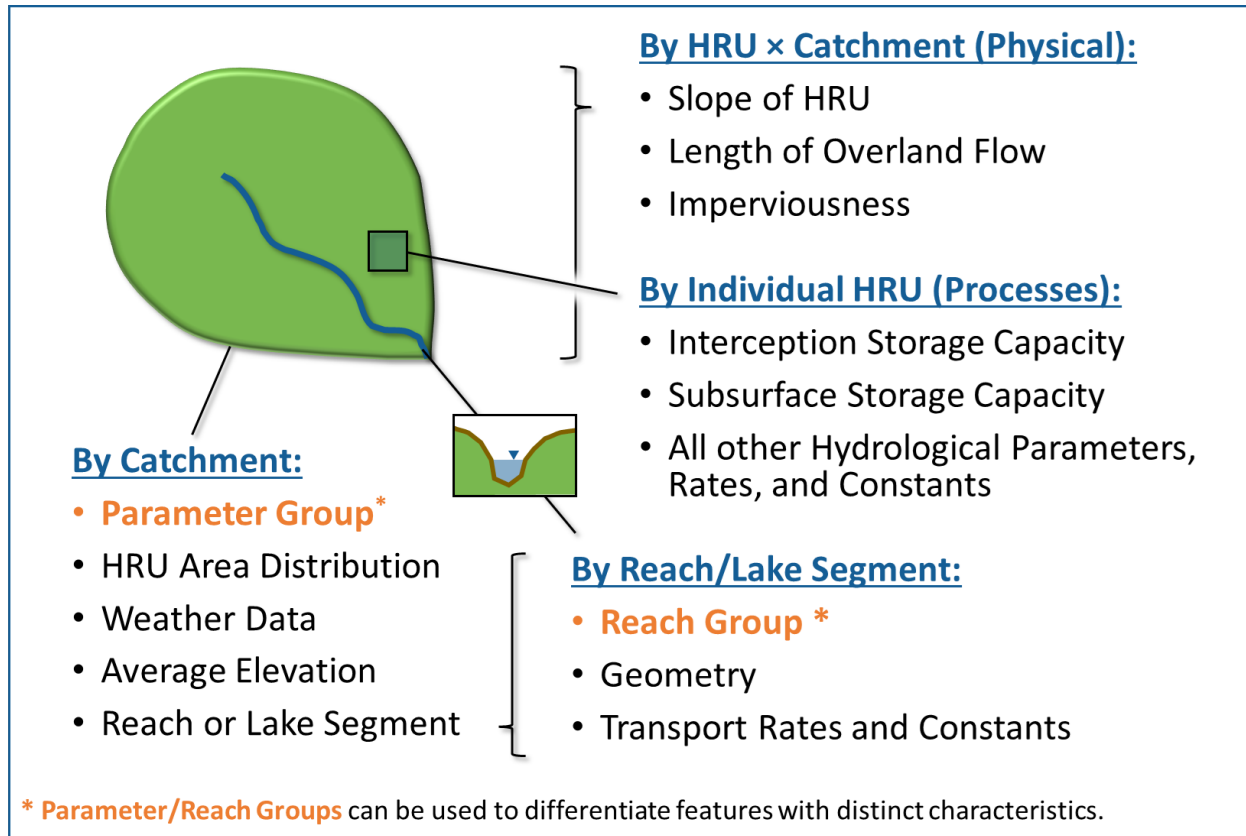 By HRU × Catchment (Physical):
• Slope of HRU
• Length of Overland Flow
• Imperviousness
By Individual HRU (Processes):
• Interception Storage Capacity
• Subsurface Storage Capacity
• All other Hydrological Parameters,
Rates, and Constants
By Catchment:
• Parameter Group*
• HRU Area Distribution
• Weather Data
• Average Elevation
• Reach or Lake Segment
By Reach/Lake Segment:
• Reach Group *
• Geometry
• Transport Rates and Constants
* Parameter/Reach Groups can be used to differentiate features with distinct characteristics.